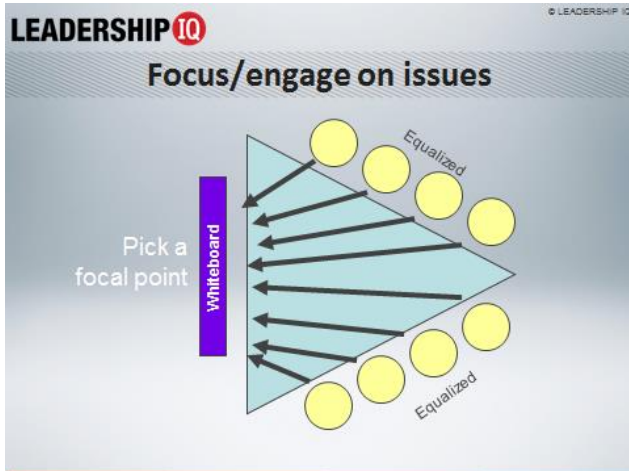 © LEADERSHIP IQ
LEADERSHIP IQ
Focus/engage on issues
Equalized
Pick a
focal point
Whiteboard
Equalized